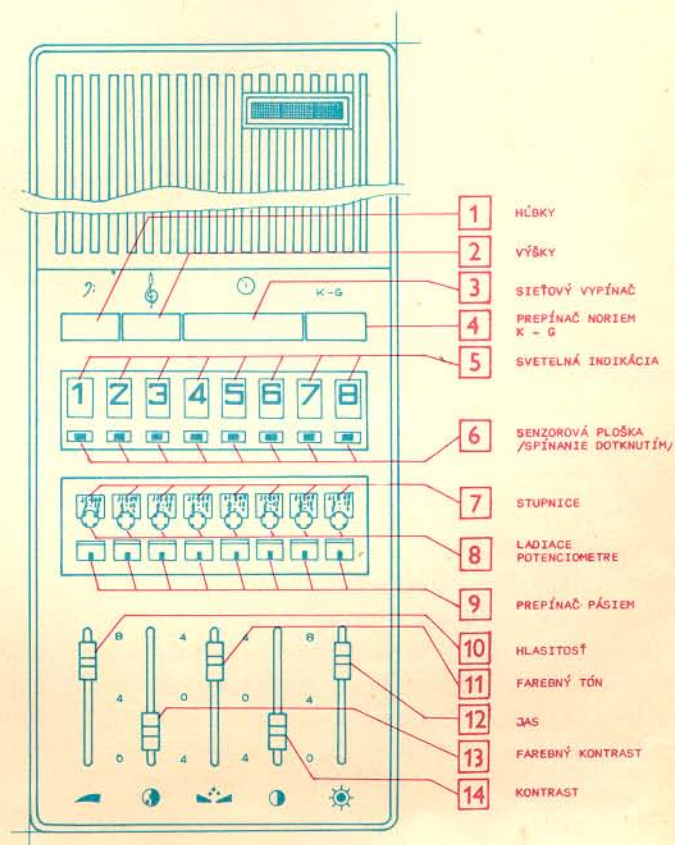 K-G
1 2 3 4 5 6 7 8
8 4 4 8
4 0 0 4
0 4 4 0
1 HĹBKY
2 VÝŠKY
3 SIEŤOVÝ VYPÍNAČ
4 PREPÍNAČ NORIEM
K - G
5 SVETELNÁ INDIKÁCIA
6 SENZOROVÁ PLOŠKA
/SPÍNANIE DOTKNUTÍM/
7 STUPNICE
8 LADIACE
POTENCIOMETRE
9 PREPÍNAČ PÁSIEM
10 HLASITOSŤ
11 FAREBNÝ TÓN
12 JAS
13 FAREBNÝ KONTRAST
14 KONTRAST